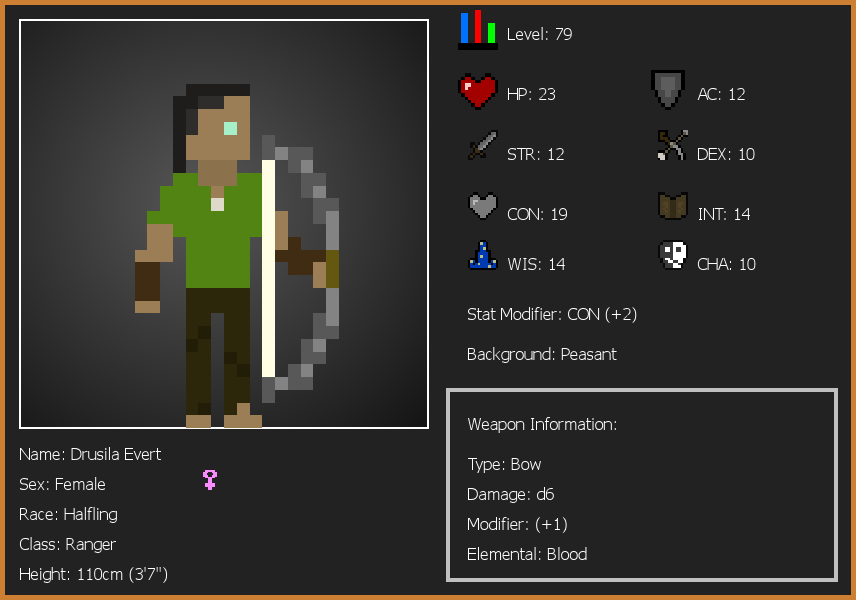 Level: 79
HP: 23
AC: 12
STR: 12
DEX: 10
CON: 19
INT: 14
WIS: 14
CHA: 10
Stat Modifier: CON (+2)
Background: Peasant
Weapon Information:
Type: Bow
Damage: d6
Modifier: (+1)
Elemental: Blood
Name: Drusila Evert
Sex: Female
Race: Halfling
Class: Ranger
Height: 110cm (3'7")